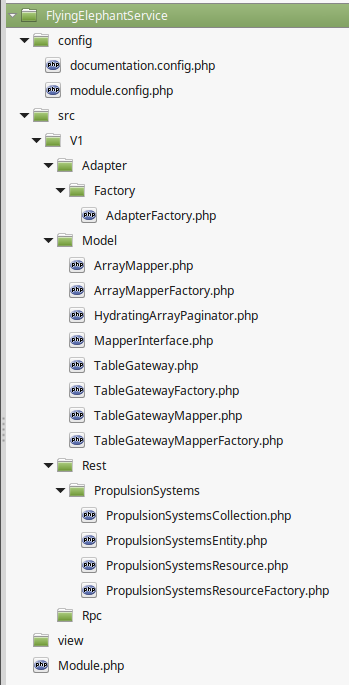 FlyingElephantService
config
documentation.config.php
module.config.php
src
V1
Adapter
Factory
AdapterFactory.php
Model
ArrayMapper.php
ArrayMapperFactory.php
HydratingArrayPaginator.php
MapperInterface.php
TableGateway.php
TableGatewayFactory.php
TableGatewayMapper.php
TableGatewayMapperFactory.php
Rest
PropulsionSystems
PropulsionSystemsCollection.php
PropulsionSystemsEntity.php
PropulsionSystemsResource.php
PropulsionSystemsResourceFactory.php
Rpc
view
Module.php